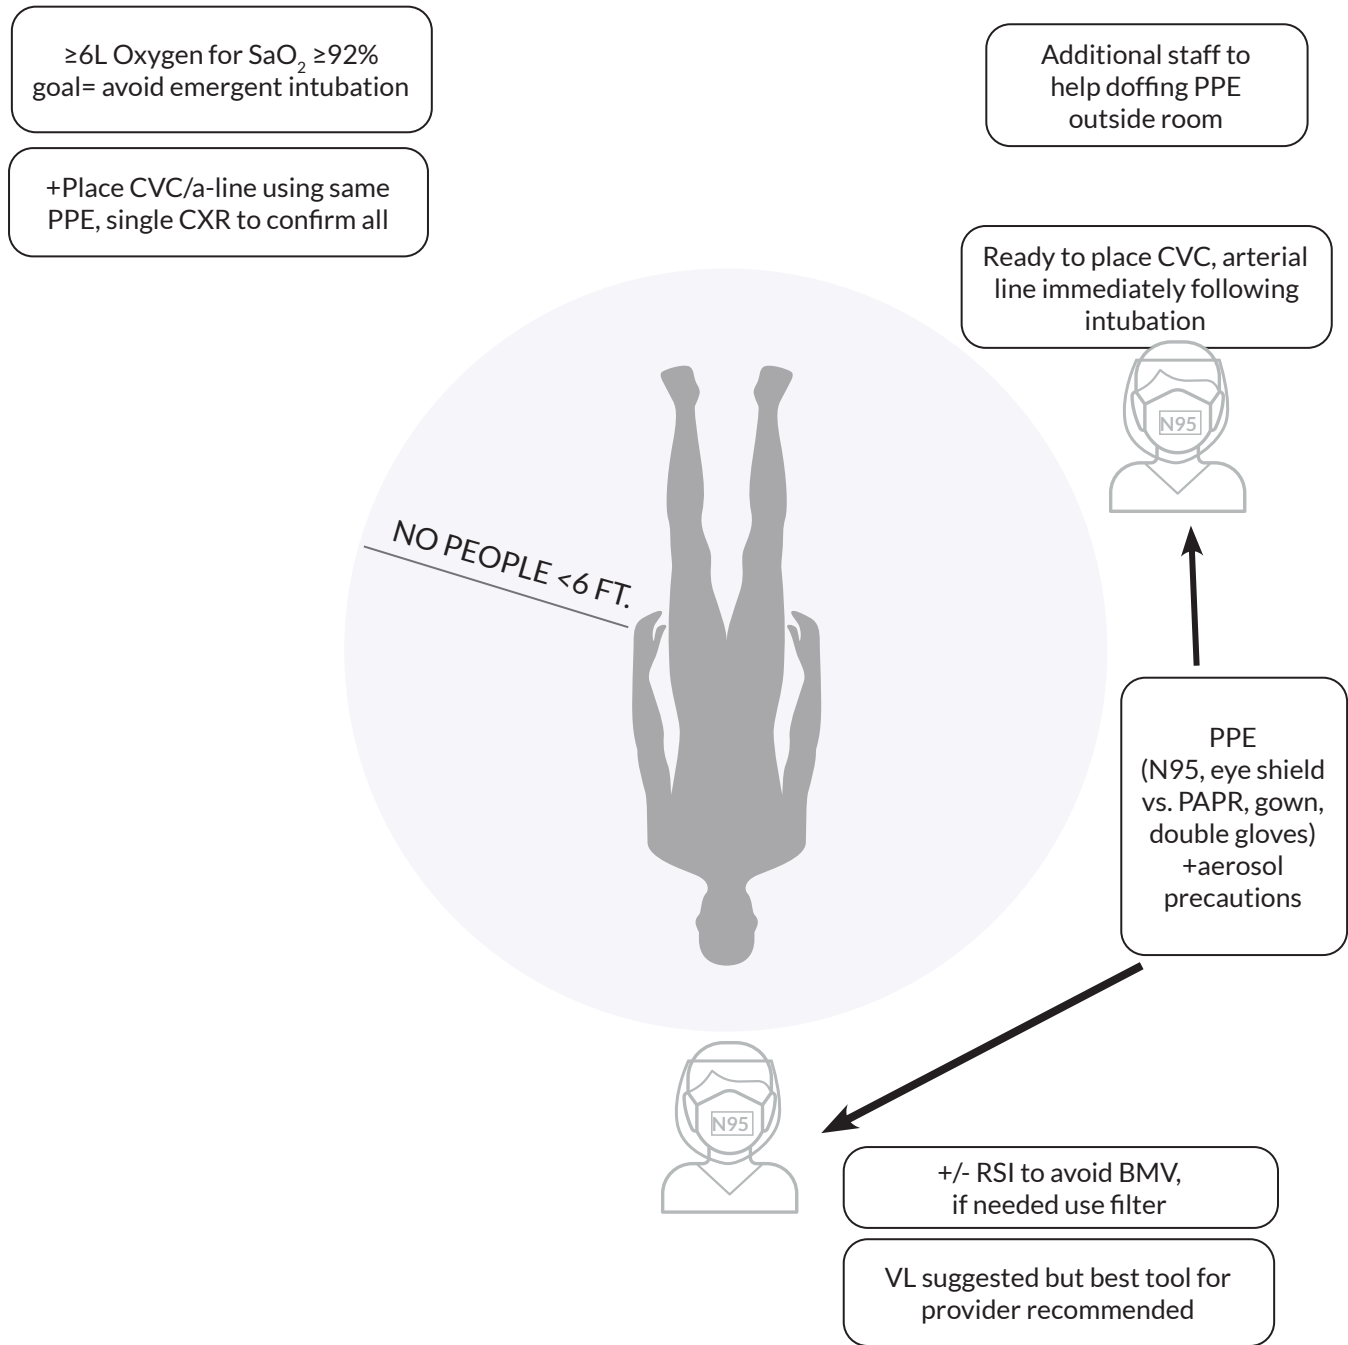 ≥6L Oxygen for SaO₂ ≥92%
goal= avoid emergent intubation
+Place CVC/a-line using same
PPE, single CXR to confirm all
Additional staff to
help doffing PPE
outside room
Ready to place CVC, arterial
line immediately following
intubation
N95
NO PEOPLE <6 FT.
PPE
(N95, eye shield
vs. PAPR, gown,
double gloves)
+aerosol
precautions
N95
+/- RSI to avoid BMV,
if needed use filter
VL suggested but best tool for
provider recommended